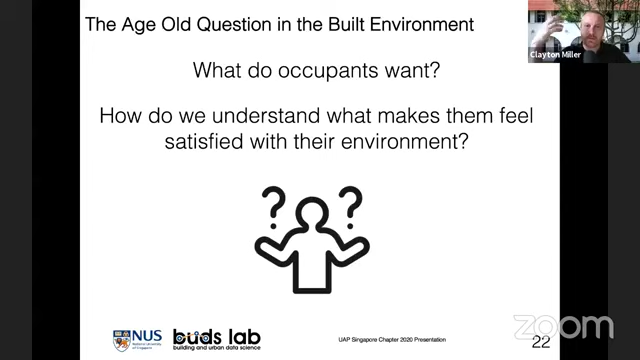 The Age Old Question in the Built Environment
Clayton Miller
What do occupants want?
How do we understand what makes them feel
satisfied with their environment?
? ?
NUS
National University
of Singapore
buds lab
building and urban data science
UAP Singapore Chapter 2020 Presentation
22
zoom